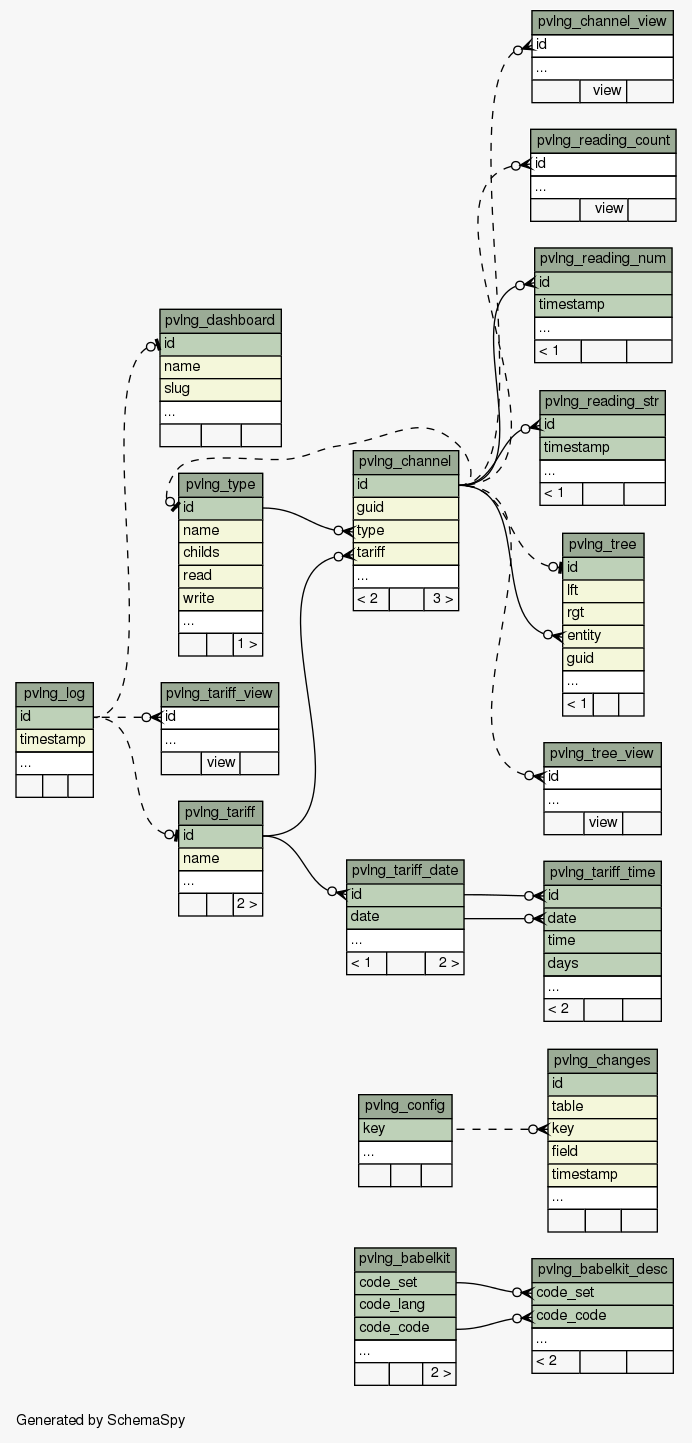 pvlng_channel_view
id
...
view
pvlng_reading_count
id
...
view
pvlng_reading_num
id
timestamp
...
< 1
pvlng_dashboard
id
name
slug
...
pvlng_reading_str
id
timestamp
...
< 1
pvlng_channel
id
guid
type
tariff
...
< 2 3 >
pvlng_type
id
name
childs
read
write
...
1 >
pvlng_tree
id
lft
rgt
entity
guid
...
< 1
pvlng_log
id
timestamp
...
pvlng_tariff_view
id
...
view
pvlng_tree_view
id
...
view
pvlng_tariff
id
name
...
2 >
pvlng_tariff_date
id
date
...
< 1 2 >
pvlng_tariff_time
id
date
time
days
...
< 2
pvlng_changes
id
table
key
field
timestamp
...
pvlng_config
key
...
pvlng_babelkit
code_set
code_lang
code_code
...
2 >
pvlng_babelkit_desc
code_set
code_code
...
< 2
Generated by SchemaSpy